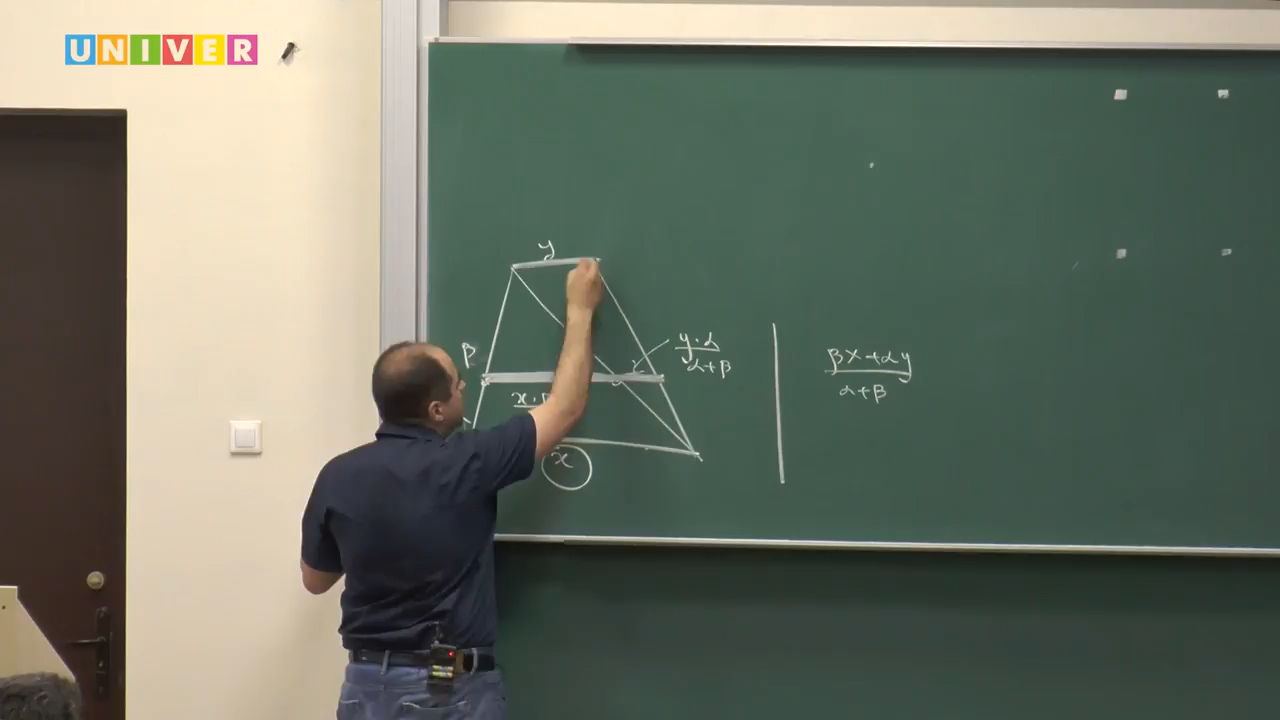 UNIVER
y
β
y · α
α + β
x · β
x
βx + αy
α + β